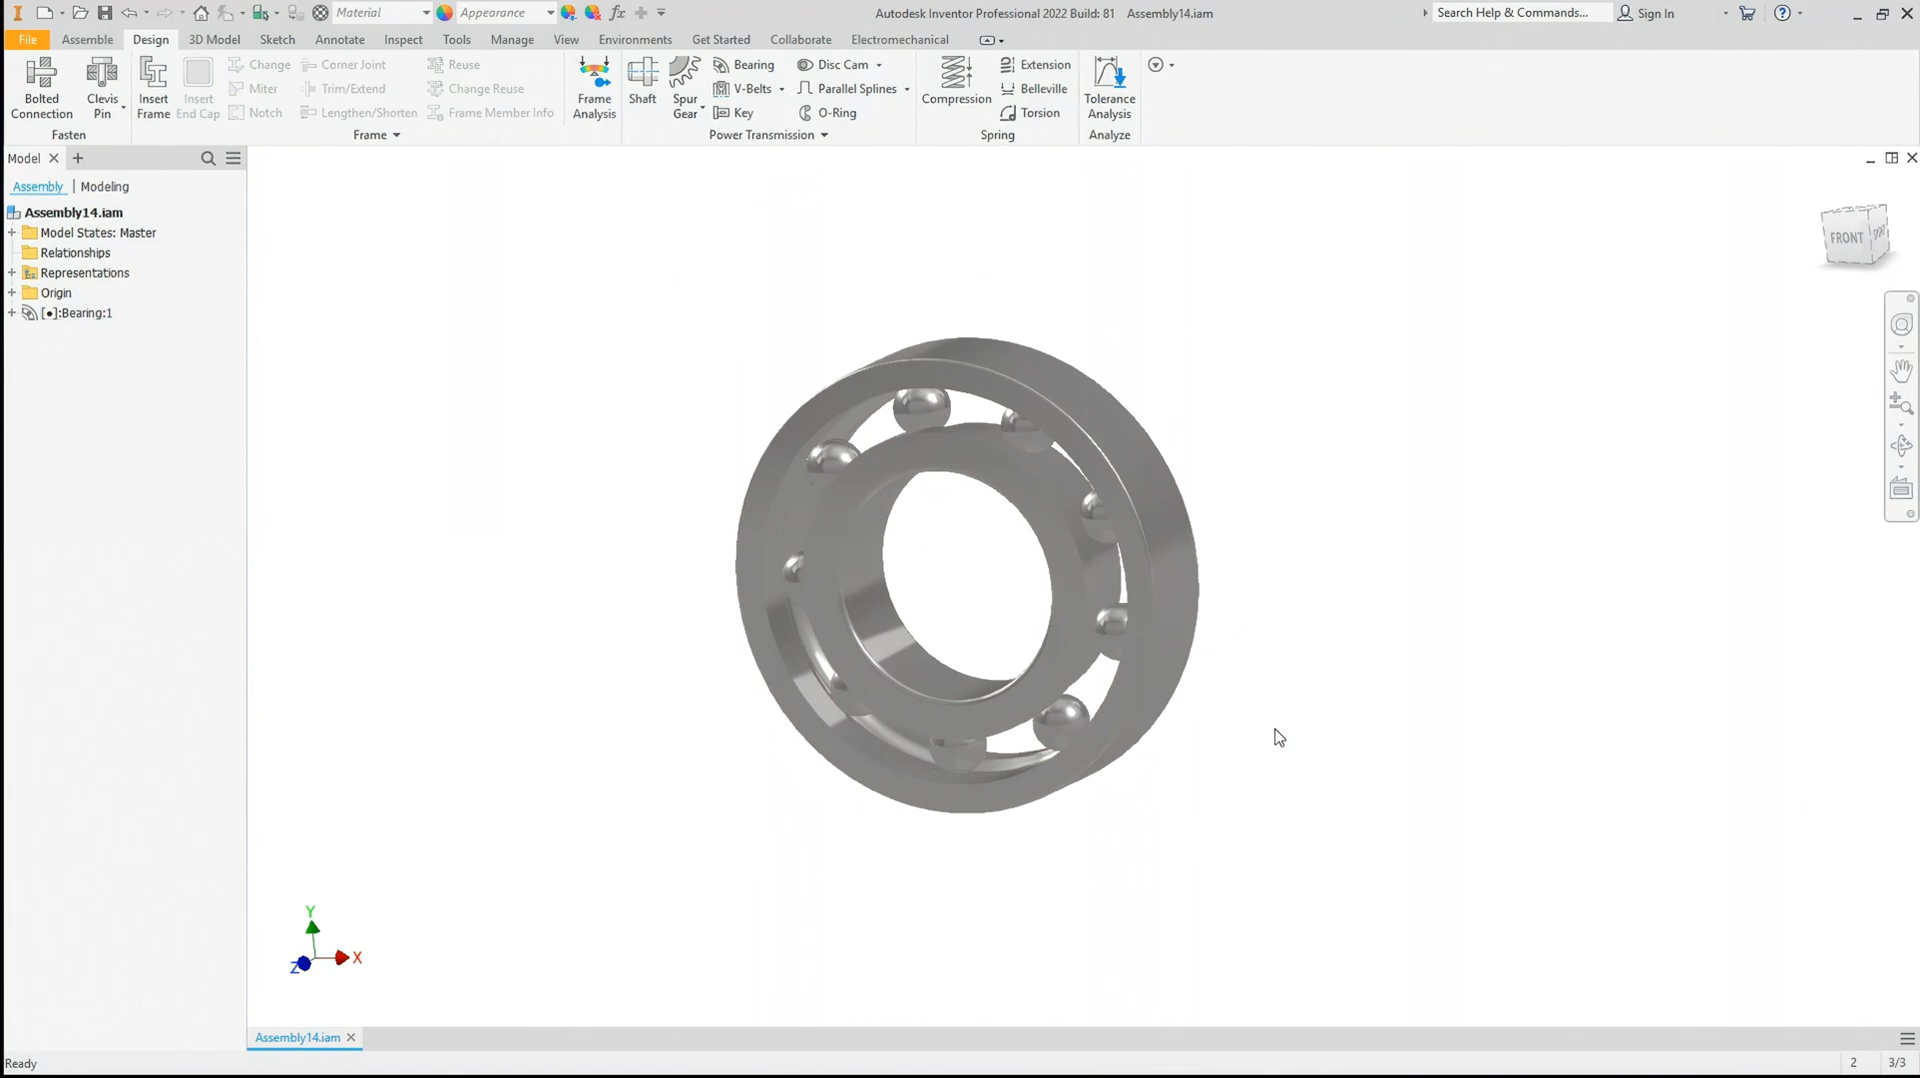 Material
Appearance
fx
Autodesk Inventor Professional 2022 Build: 81 Assembly14.iam
Search Help & Commands...
Sign In
File Assemble Design 3D Model Sketch Annotate Inspect Tools Manage View Environments Get Started Collaborate Electromechanical
Bolted Connection
Clevis Pin
Fasten
Insert Frame
Insert End Cap
Change
Miter
Notch
Corner Joint
Trim/Extend
Lengthen/Shorten
Reuse
Change Reuse
Frame Member Info
Frame
Frame Analysis
Shaft
Spur Gear
Bearing
V-Belts
Key
Disc Cam
Parallel Splines
O-Ring
Power Transmission
Compression
Extension
Belleville
Torsion
Spring
Tolerance Analysis
Analyze
Model
Assembly | Modeling
Assembly14.iam
Model States: Master
Relationships
Representations
Origin
[●]:Bearing:1
FRONT
Y
X
Z
Assembly14.iam
Ready
2 3/3